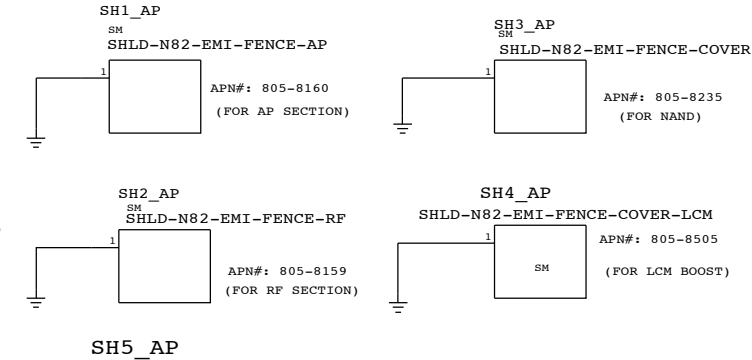 SH1_AP
SM
SHLD-N82-EMI-FENCE-AP
1
APN#: 805-8160
(FOR AP SECTION)
SH3_AP
SM
SHLD-N82-EMI-FENCE-COVER
1
APN#: 805-8235
(FOR NAND)
SH2_AP
SM
SHLD-N82-EMI-FENCE-RF
1
APN#: 805-8159
(FOR RF SECTION)
SH4_AP
SHLD-N82-EMI-FENCE-COVER-LCM
1
SM
APN#: 805-8505
(FOR LCM BOOST)
SH5_AP